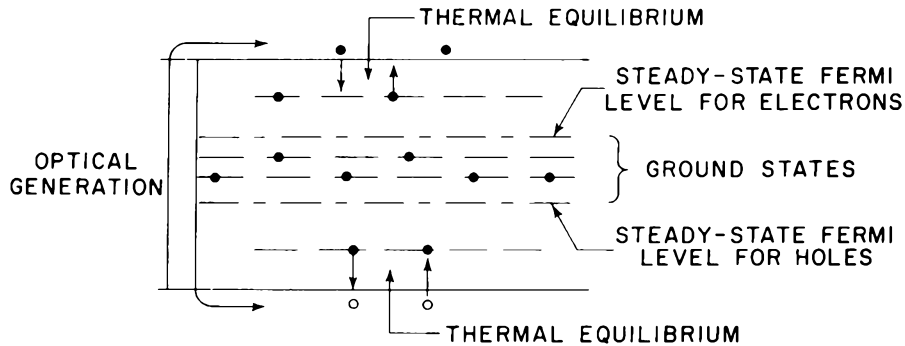 THERMAL EQUILIBRIUM
STEADY-STATE FERMI
LEVEL FOR ELECTRONS
OPTICAL
GENERATION
GROUND STATES
STEADY-STATE FERMI
LEVEL FOR HOLES
THERMAL EQUILIBRIUM